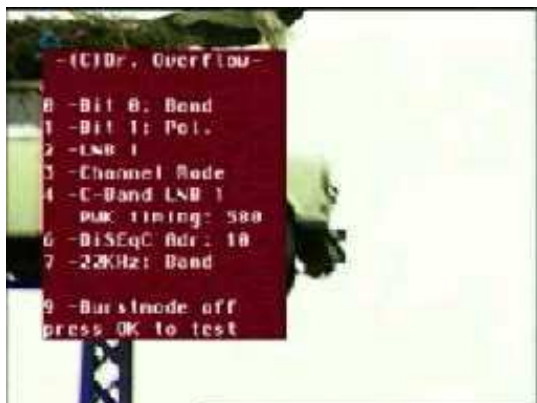 -(C)Dr. Overflow-
0 -Bit 0: Band
1 -Bit 1: Pol.
2 -LNB 1
3 -Channel Mode
4 -C-Band LNB 1
timing: 580
6 -DiSEqC Adr: 10
7 -22KHz: Band
9 -Burstmode off
press OK to test